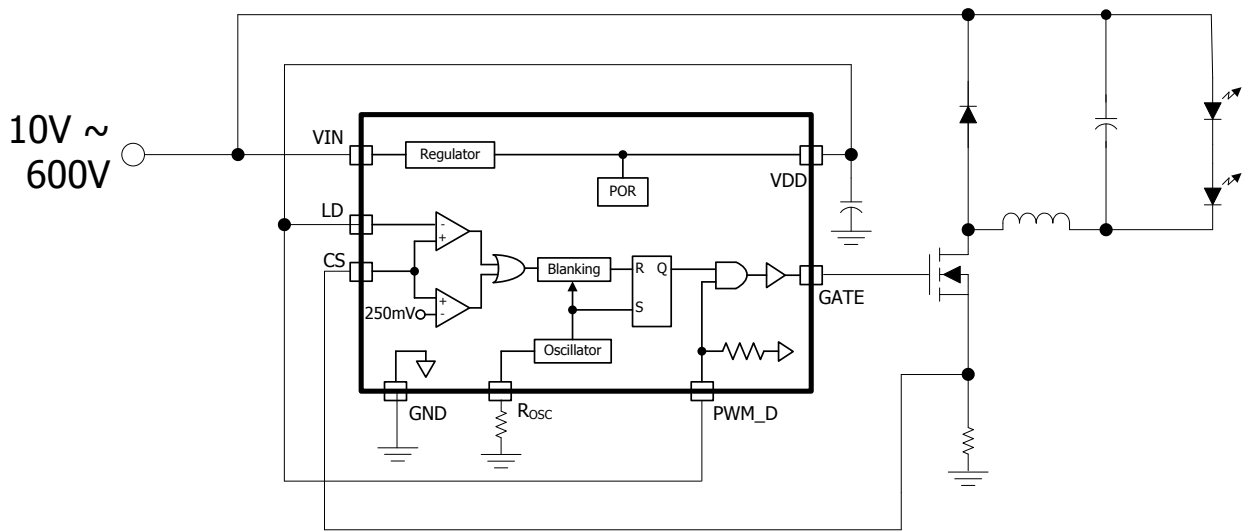 10V ~
600V
VIN
Regulator
POR
VDD
LD
-
+
CS
+
-
250mV
Blanking
R
Q
S
GATE
Oscillator
GND
ROSC
PWM_D